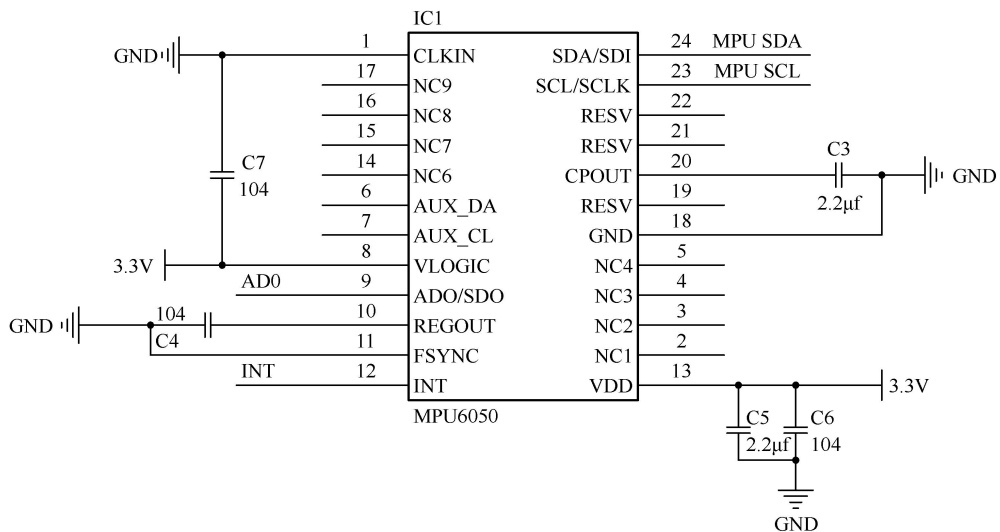 IC1
GND 1 CLKIN SDA/SDI 24 MPU SDA
17 NC9 SCL/SCLK 23 MPU SCL
16 NC8 RESV 22
15 NC7 RESV 21
C7 104 14 NC6 CPOUT 20 C3 2.2μf GND
6 AUX_DA RESV 19
7 AUX_CL GND 18
3.3V 8 VLOGIC NC4 5
AD0 9 ADO/SDO NC3 4
GND 104 C4 10 REGOUT NC2 3
11 FSYNC NC1 2
INT 12 INT VDD 13 3.3V
MPU6050
C5 C6
2.2μf 104
GND